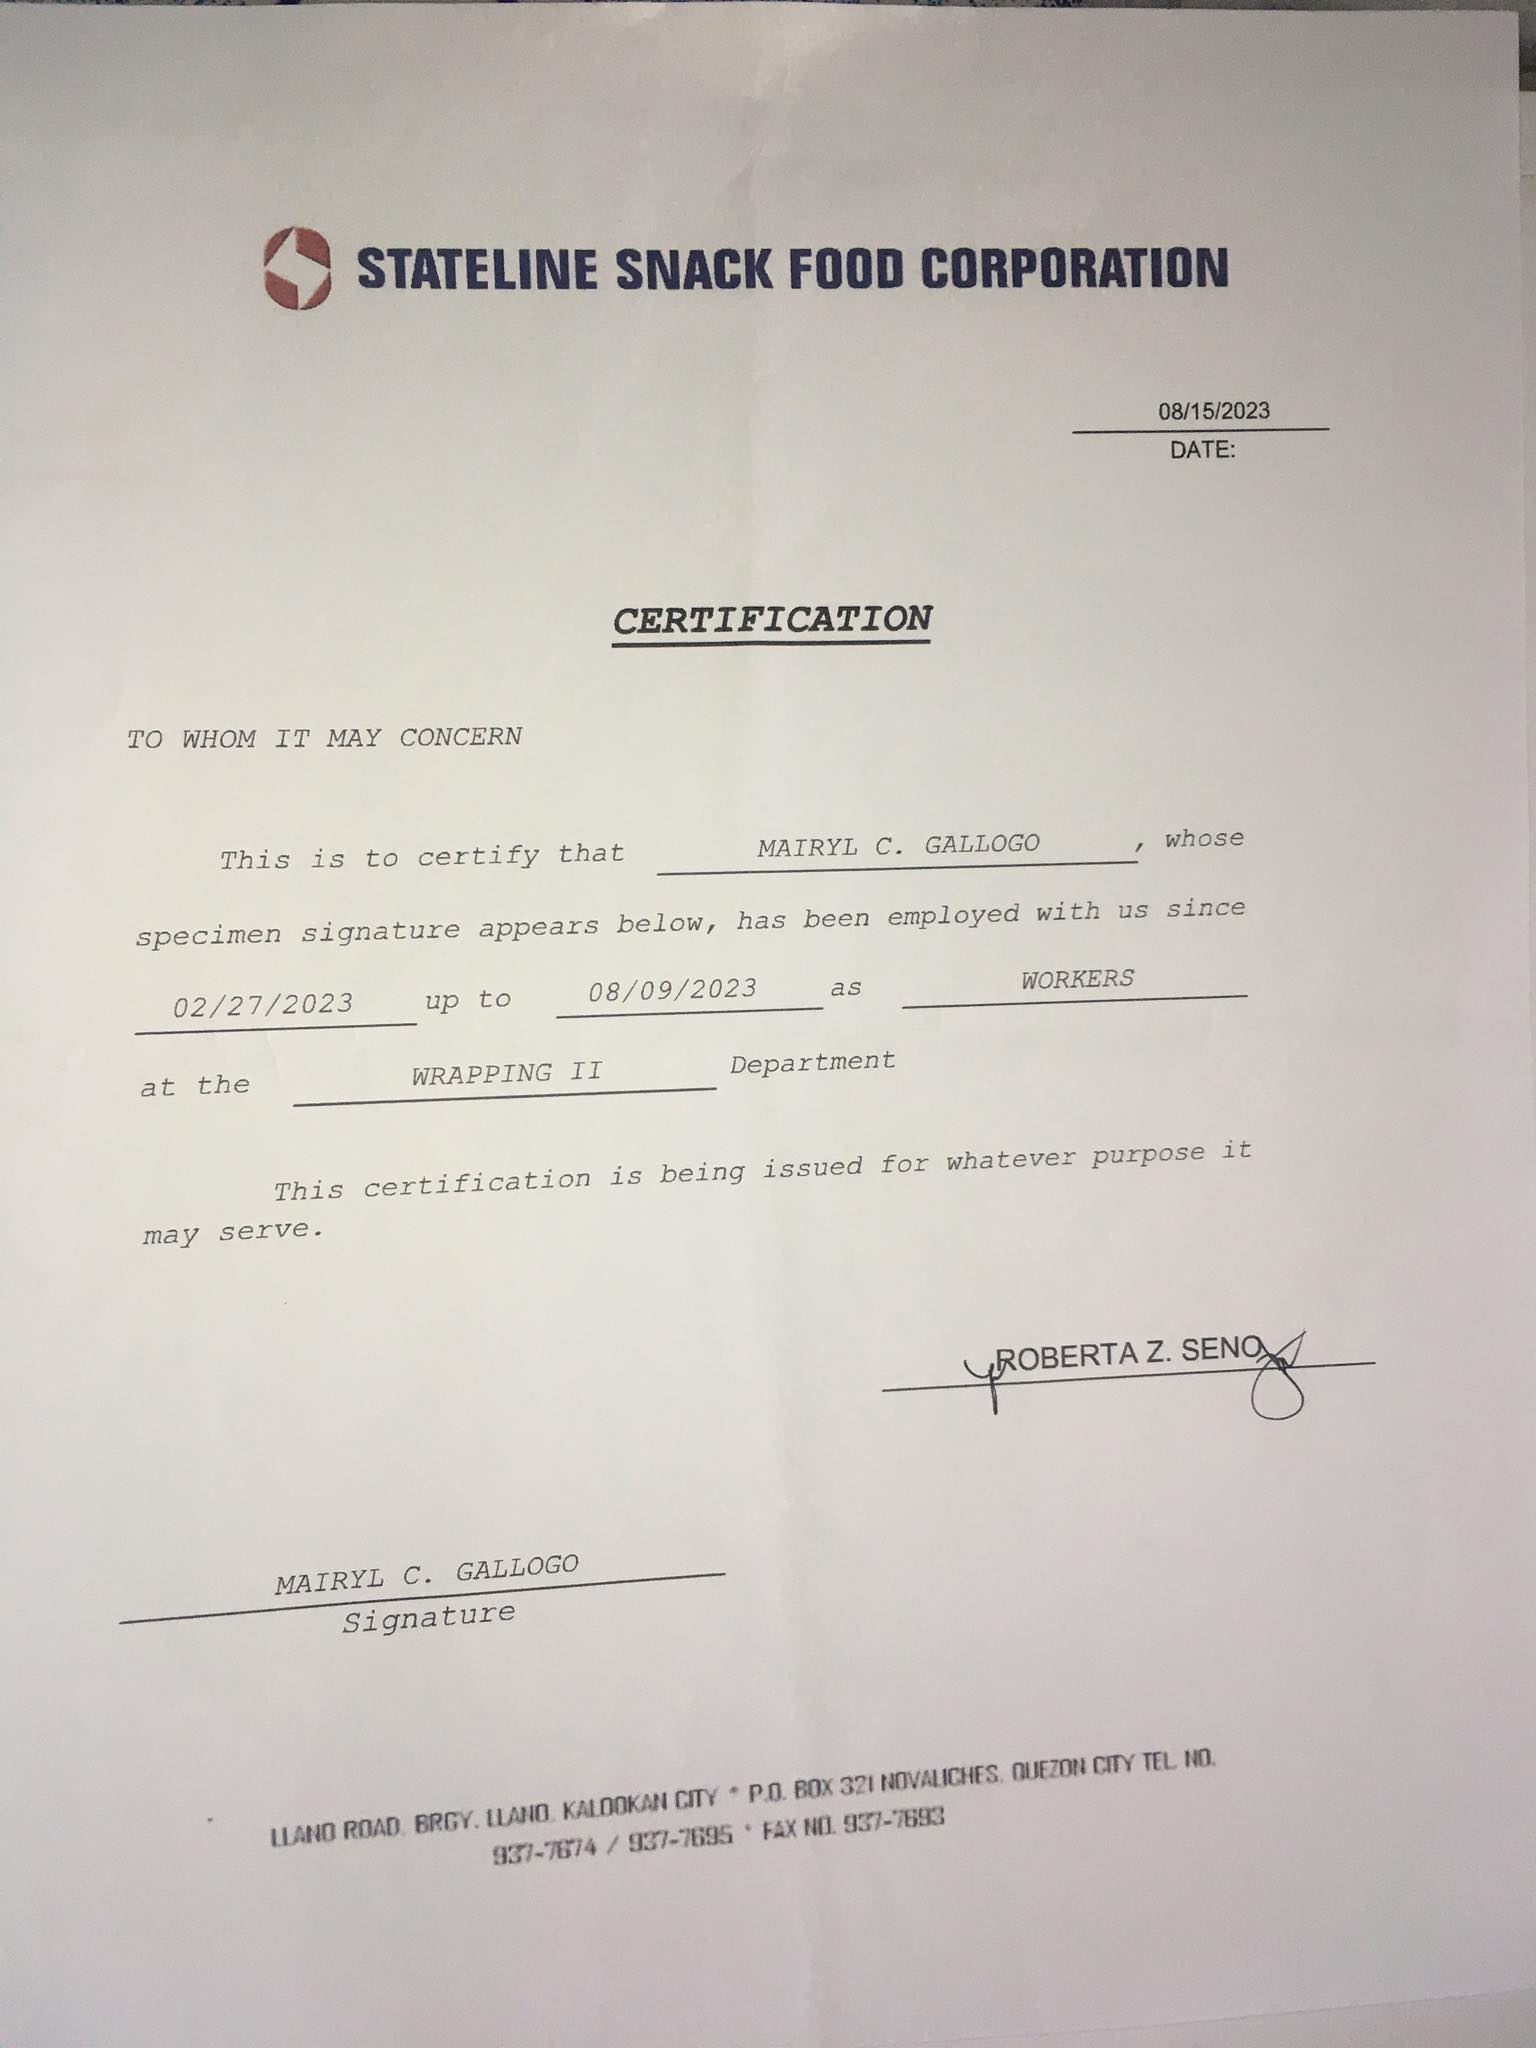 STATELINE SNACK FOOD CORPORATION
08/15/2023
DATE:
CERTIFICATION
TO WHOM IT MAY CONCERN
This is to certify that MAIRYL C. GALLOGO, whose
specimen signature appears below, has been employed with us since
02/27/2023 up to 08/09/2023 as WORKERS
at the WRAPPING II Department
This certification is being issued for whatever purpose it
may serve.
ROBERTA Z. SENO
MAIRYL C. GALLOGO
Signature
LLANO ROAD, BRGY. LLANO, KALOOKAN CITY * P.O. BOX 321 NOVALICHES, QUEZON CITY TEL. NO.
937-7674 / 937-7695 * FAX NO. 937-7693